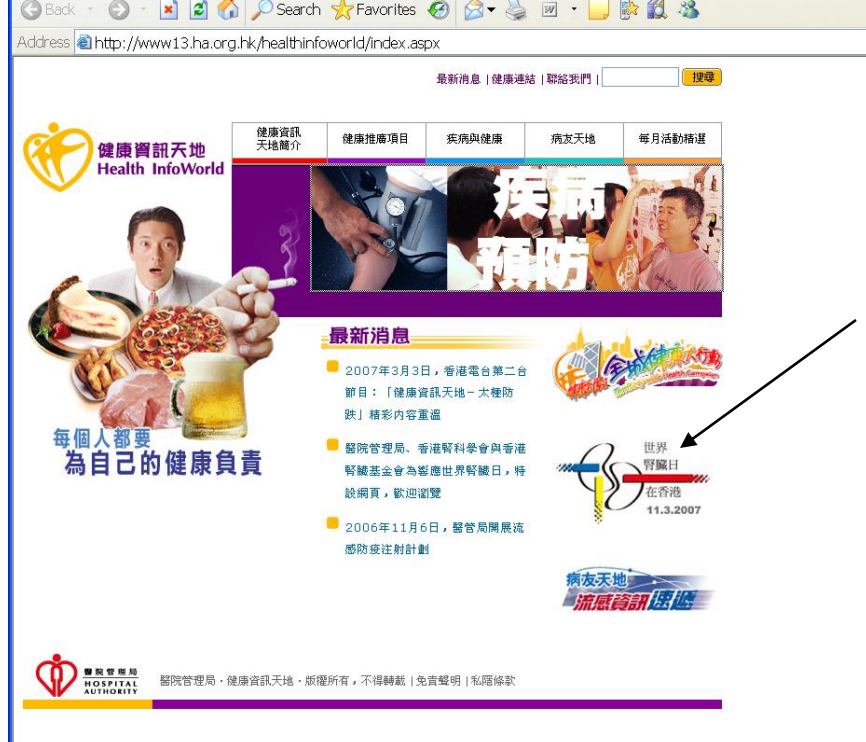 Back Search Favorites
Address http://www13.ha.org.hk/healthinfoworld/index.aspx
最新消息 | 健康連結 | 聯絡我們 | 搜尋
健康資訊天地
Health InfoWorld
健康資訊
天地簡介
健康推廣項目
疾病與健康
病友天地
每月活動精選
疾病
預防
每個人都要
為自己的健康負責
最新消息
2007年3月3日，香港電台第二台
節目：「健康資訊天地－太極防
跌」精彩內容重溫
醫院管理局、香港腎科學會與香港
腎臟基金會為響應世界腎臟日，特
設網頁，歡迎瀏覽
2006年11月6日，醫管局開展流
感防疫注射計劃
全城健康大行動
世界
腎臟日
在香港
11.3.2007
病友天地
流感資訊速遞
醫院管理局
HOSPITAL
AUTHORITY
醫院管理局・健康資訊天地・版權所有，不得轉載 | 免責聲明 | 私隱條款